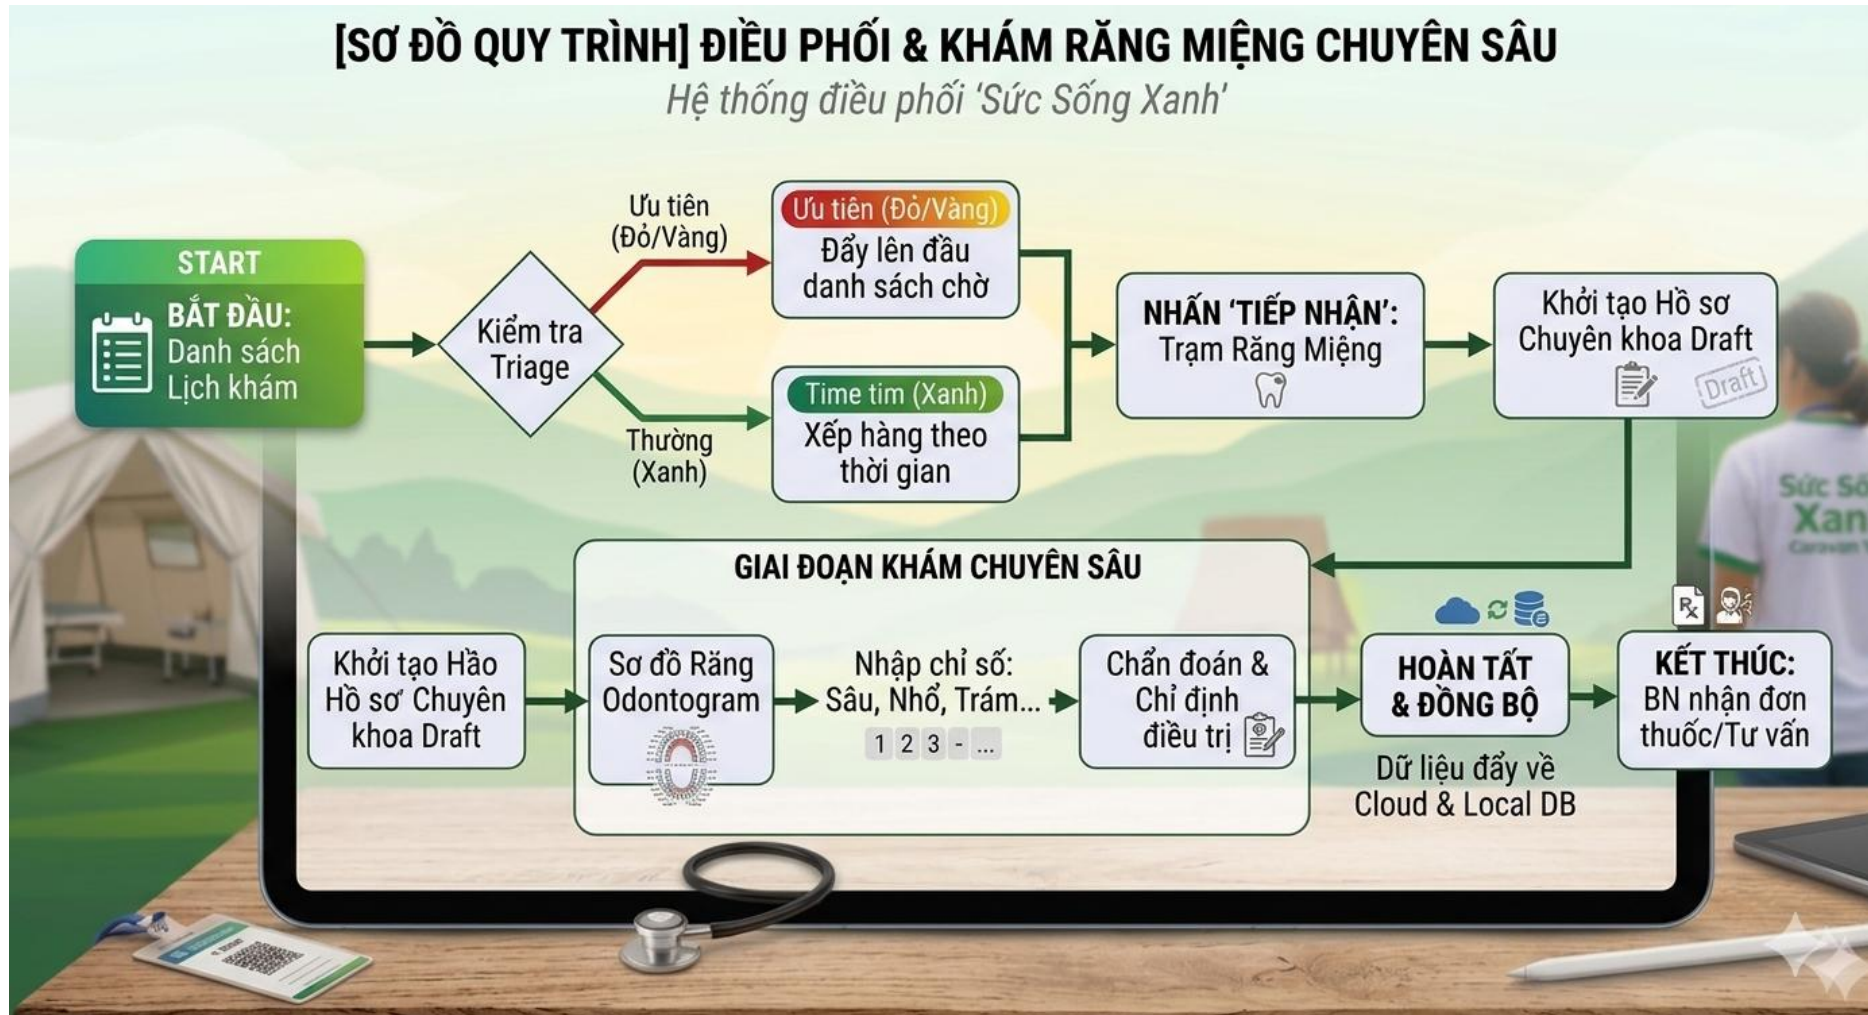 [SƠ ĐỒ QUY TRÌNH] ĐIỀU PHỐI & KHÁM RĂNG MIỆNG CHUYÊN SÂU
Hệ thống điều phối 'Sức Sống Xanh'
START
BẮT ĐẦU:
Danh sách
Lịch khám
Kiểm tra
Triage
Ưu tiên
(Đỏ/Vàng)
Thường
(Xanh)
Ưu tiên (Đỏ/Vàng)
Đẩy lên đầu
danh sách chờ
Time tim (Xanh)
Xếp hàng theo
thời gian
NHẤN 'TIẾP NHẬN':
Trạm Răng Miệng
Khởi tạo Hồ sơ
Chuyên khoa Draft
Draft
Sức Số
Xan
Caravan
GIAI ĐOẠN KHÁM CHUYÊN SÂU
Khởi tạo Hầo
Hồ sơ Chuyên
khoa Draft
Sơ đồ Răng
Odontogram
Nhập chỉ số:
Sâu, Nhổ, Trám...
1 2 3 - ...
Chẩn đoán &
Chỉ định
điều trị
HOÀN TẤT
& ĐỒNG BỘ
Dữ liệu đẩy về
Cloud & Local DB
Rx
KẾT THÚC:
BN nhận đơn
thuốc/Tư vấn